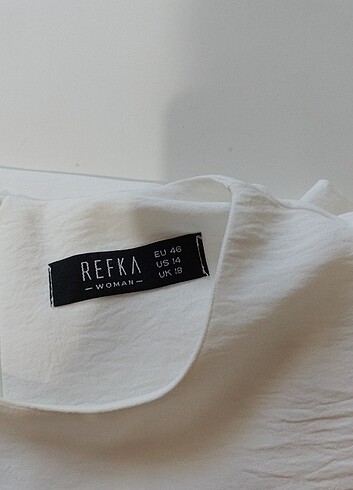 REFKA
— WOMAN —
EU 46
US 14
UK 18